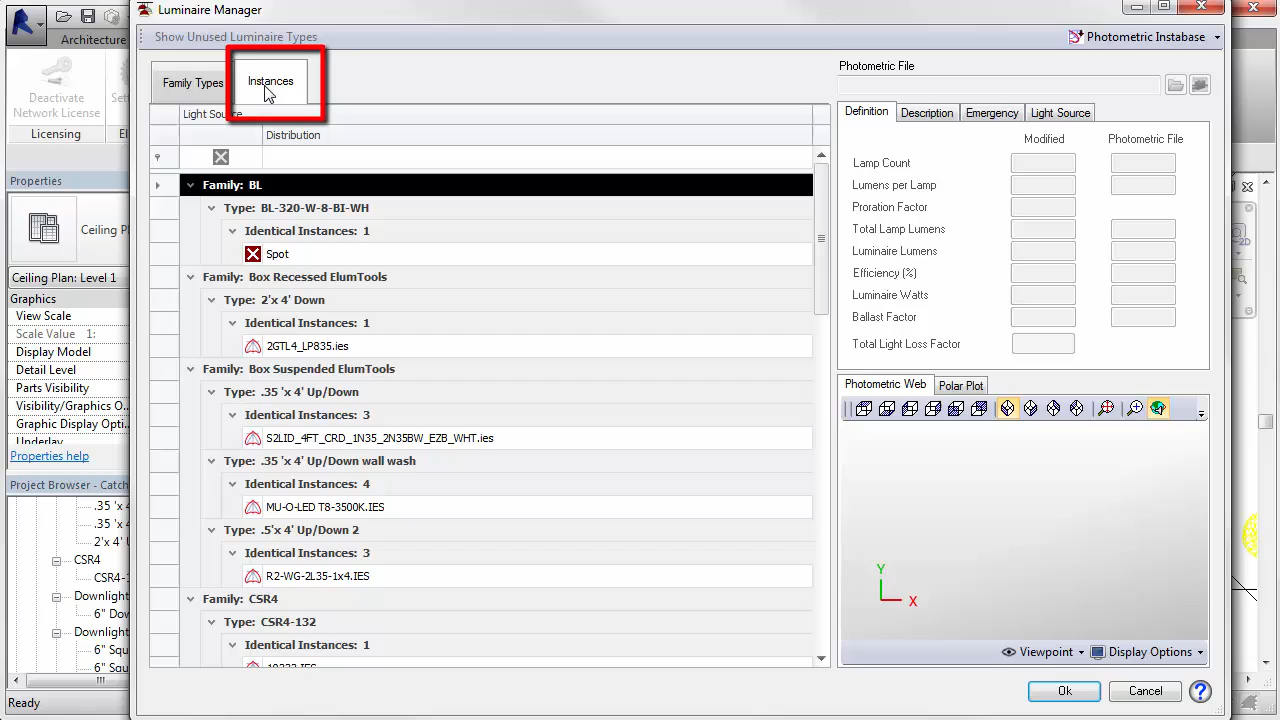 Luminaire Manager
Show Unused Luminaire Types
Photometric Instabase
Architecture
Deactivate
Network License
Licensing
Properties
Ceiling Pl
Ceiling Plan: Level 1
Graphics
View Scale
Scale Value 1:
Display Model
Detail Level
Parts Visibility
Visibility/Graphics O...
Graphic Display Opti...
Underlay
Properties help
Project Browser - Catch
.35 'x 4'
.35 'x 4'
2'x 4' U
CSR4
CSR4-1
Downlight
6" Dow
Downlight
6" Squ
6" Squ
Ready
Family Types
Instances
Light Source
Distribution
Family: BL
Type: BL-320-W-8-BI-WH
Identical Instances: 1
Spot
Family: Box Recessed ElumTools
Type: 2'x 4' Down
Identical Instances: 1
2GTL4_LP835.ies
Family: Box Suspended ElumTools
Type: .35 'x 4' Up/Down
Identical Instances: 3
S2LID_4FT_CRD_1N35_2N35BW_EZB_WHT.ies
Type: .35 'x 4' Up/Down wall wash
Identical Instances: 4
MU-O-LED T8-3500K.IES
Type: .5'x 4' Up/Down 2
Identical Instances: 3
R2-WG-2L35-1x4.IES
Family: CSR4
Type: CSR4-132
Identical Instances: 1
Photometric File
Definition
Description
Emergency
Light Source
Modified
Photometric File
Lamp Count
Lumens per Lamp
Proration Factor
Total Lamp Lumens
Luminaire Lumens
Efficiency (%)
Luminaire Watts
Ballast Factor
Total Light Loss Factor
Photometric Web
Polar Plot
Y
X
Viewpoint
Display Options
Ok
Cancel